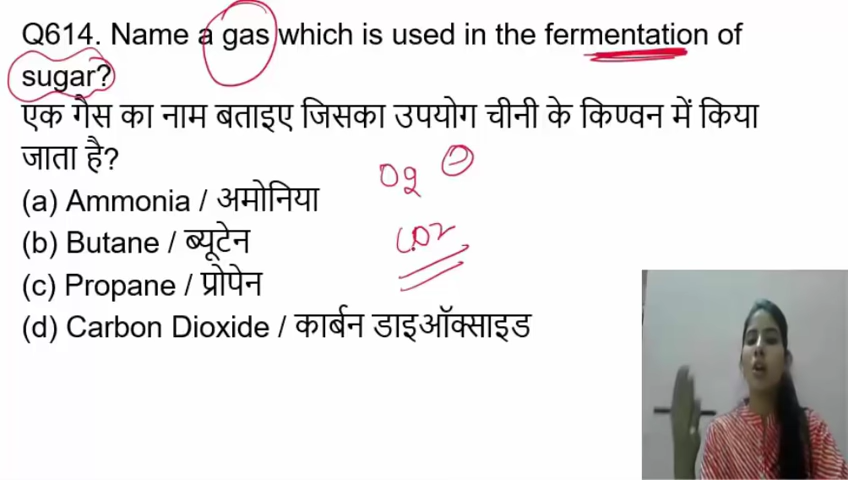 Q614. Name a gas which is used in the fermentation of
sugar?
एक गैस का नाम बताइए जिसका उपयोग चीनी के किण्वन में किया
जाता है?
O2
(a) Ammonia / अमोनिया
(b) Butane / ब्यूटेन
CO2
(c) Propane / प्रोपेन
(d) Carbon Dioxide / कार्बन डाइऑक्साइड